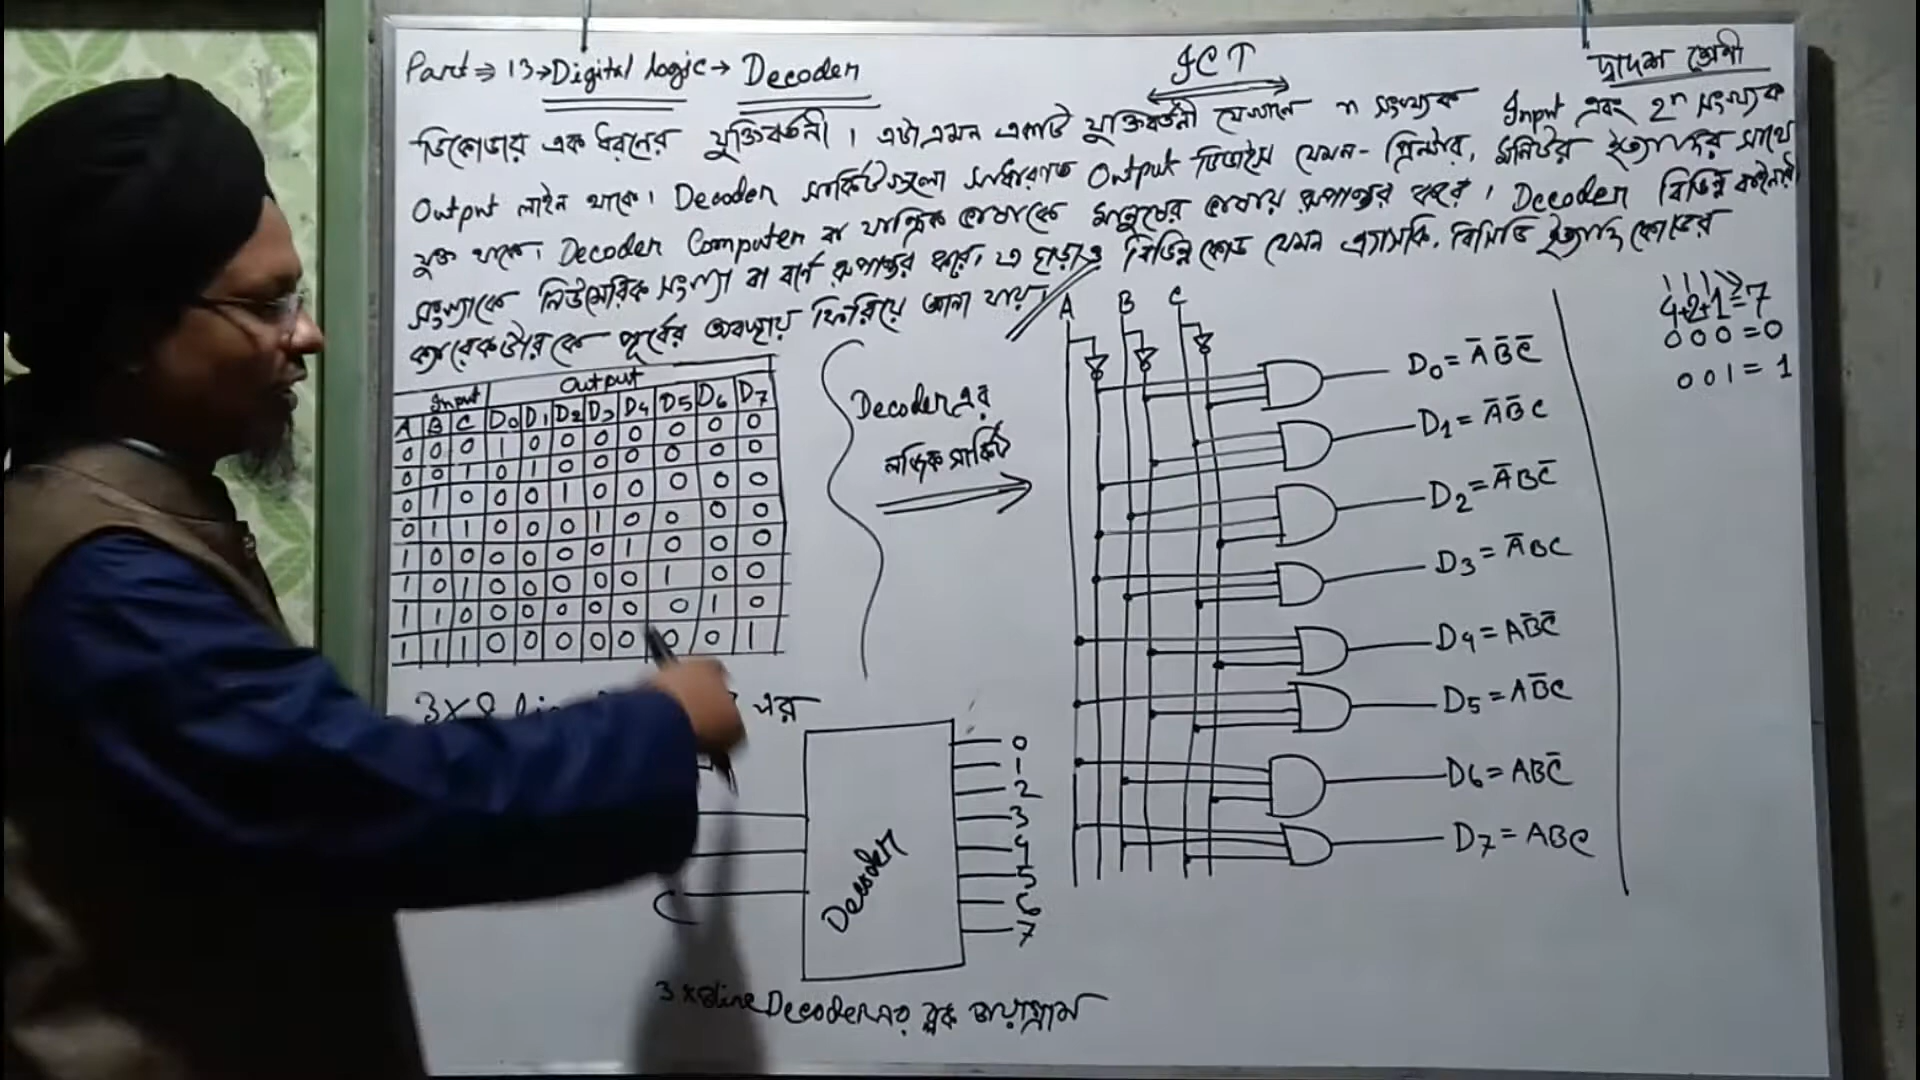 Part ⇒ 13 → Digital Logic → Decoder
ICT
দ্বাদশ শ্রেণী
ডিকোডার এক ধরনের যুক্তিবর্তনী। এটা এমন একটি যুক্তিবর্তনী যেখানে n সংখ্যক Input এবং 2ⁿ সংখ্যক
Output লাইন থাকে। Decoder সার্কিটগুলো সাধারণত Output ডিভাইস যেমন- প্রিন্টার, মনিটর ইত্যাদির সাথে
যুক্ত থাকে। Decoder Computer বা যান্ত্রিক ভাষাকে মানুষের ভাষায় রূপান্তর করে। Decoder বিভিন্ন বাইনারী
সংখ্যাকে নিউমেরিক সংখ্যা বা বর্ণে রূপান্তর করে। এ ছাড়াও বিভিন্ন কোড যেমন এ্যাসকি, বিসিডি ইত্যাদি কোডের
ক্যারেকটার কে পূর্বের অবস্থায় ফিরিয়ে আনা যায়।
Input Output
A B C D0 D1 D2 D3 D4 D5 D6 D7
0 0 0 1 0 0 0 0 0 0 0
0 0 1 0 1 0 0 0 0 0 0
0 1 0 0 0 1 0 0 0 0 0
0 1 1 0 0 0 1 0 0 0 0
1 0 0 0 0 0 0 1 0 0 0
1 0 1 0 0 0 0 0 1 0 0
1 1 0 0 0 0 0 0 0 1 0
1 1 1 0 0 0 0 0 0 0 1
3×8 এর
Decoder এর
লজিক সার্কিট
A B C
D0 = A̅ B̅ C̅
D1 = A̅ B̅ C
D2 = A̅ B C̅
D3 = A̅ B C
D4 = A B̅ C̅
D5 = A B̅ C
D6 = A B C̅
D7 = A B C
1 1 1
4+2+1=7
0 0 0 = 0
0 0 1 = 1
C
Decoder
0
1
2
3
4
5
6
7
3×8 line Decoder এর ব্লক ডায়াগ্রাম